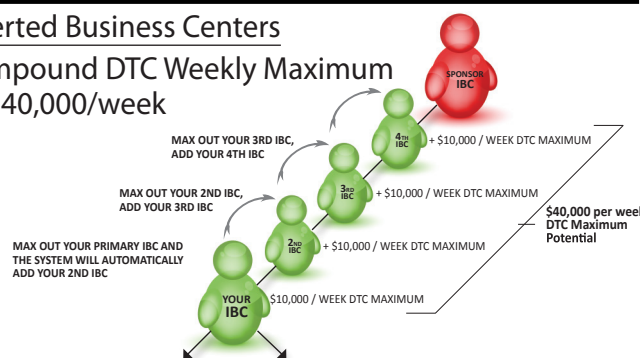 erted Business Centers
mpound DTC Weekly Maximum
40,000/week
SPONSOR
IBC
MAX OUT YOUR 3RD IBC,
ADD YOUR 4TH IBC
4TH
IBC
+ $10,000 / WEEK DTC MAXIMUM
MAX OUT YOUR 2ND IBC,
ADD YOUR 3RD IBC
3RD
IBC
+ $10,000 / WEEK DTC MAXIMUM
$40,000 per week
DTC Maximum
Potential
MAX OUT YOUR PRIMARY IBC AND
THE SYSTEM WILL AUTOMATICALLY
ADD YOUR 2ND IBC
2ND
IBC
+ $10,000 / WEEK DTC MAXIMUM
YOUR
IBC
$10,000 / WEEK DTC MAXIMUM